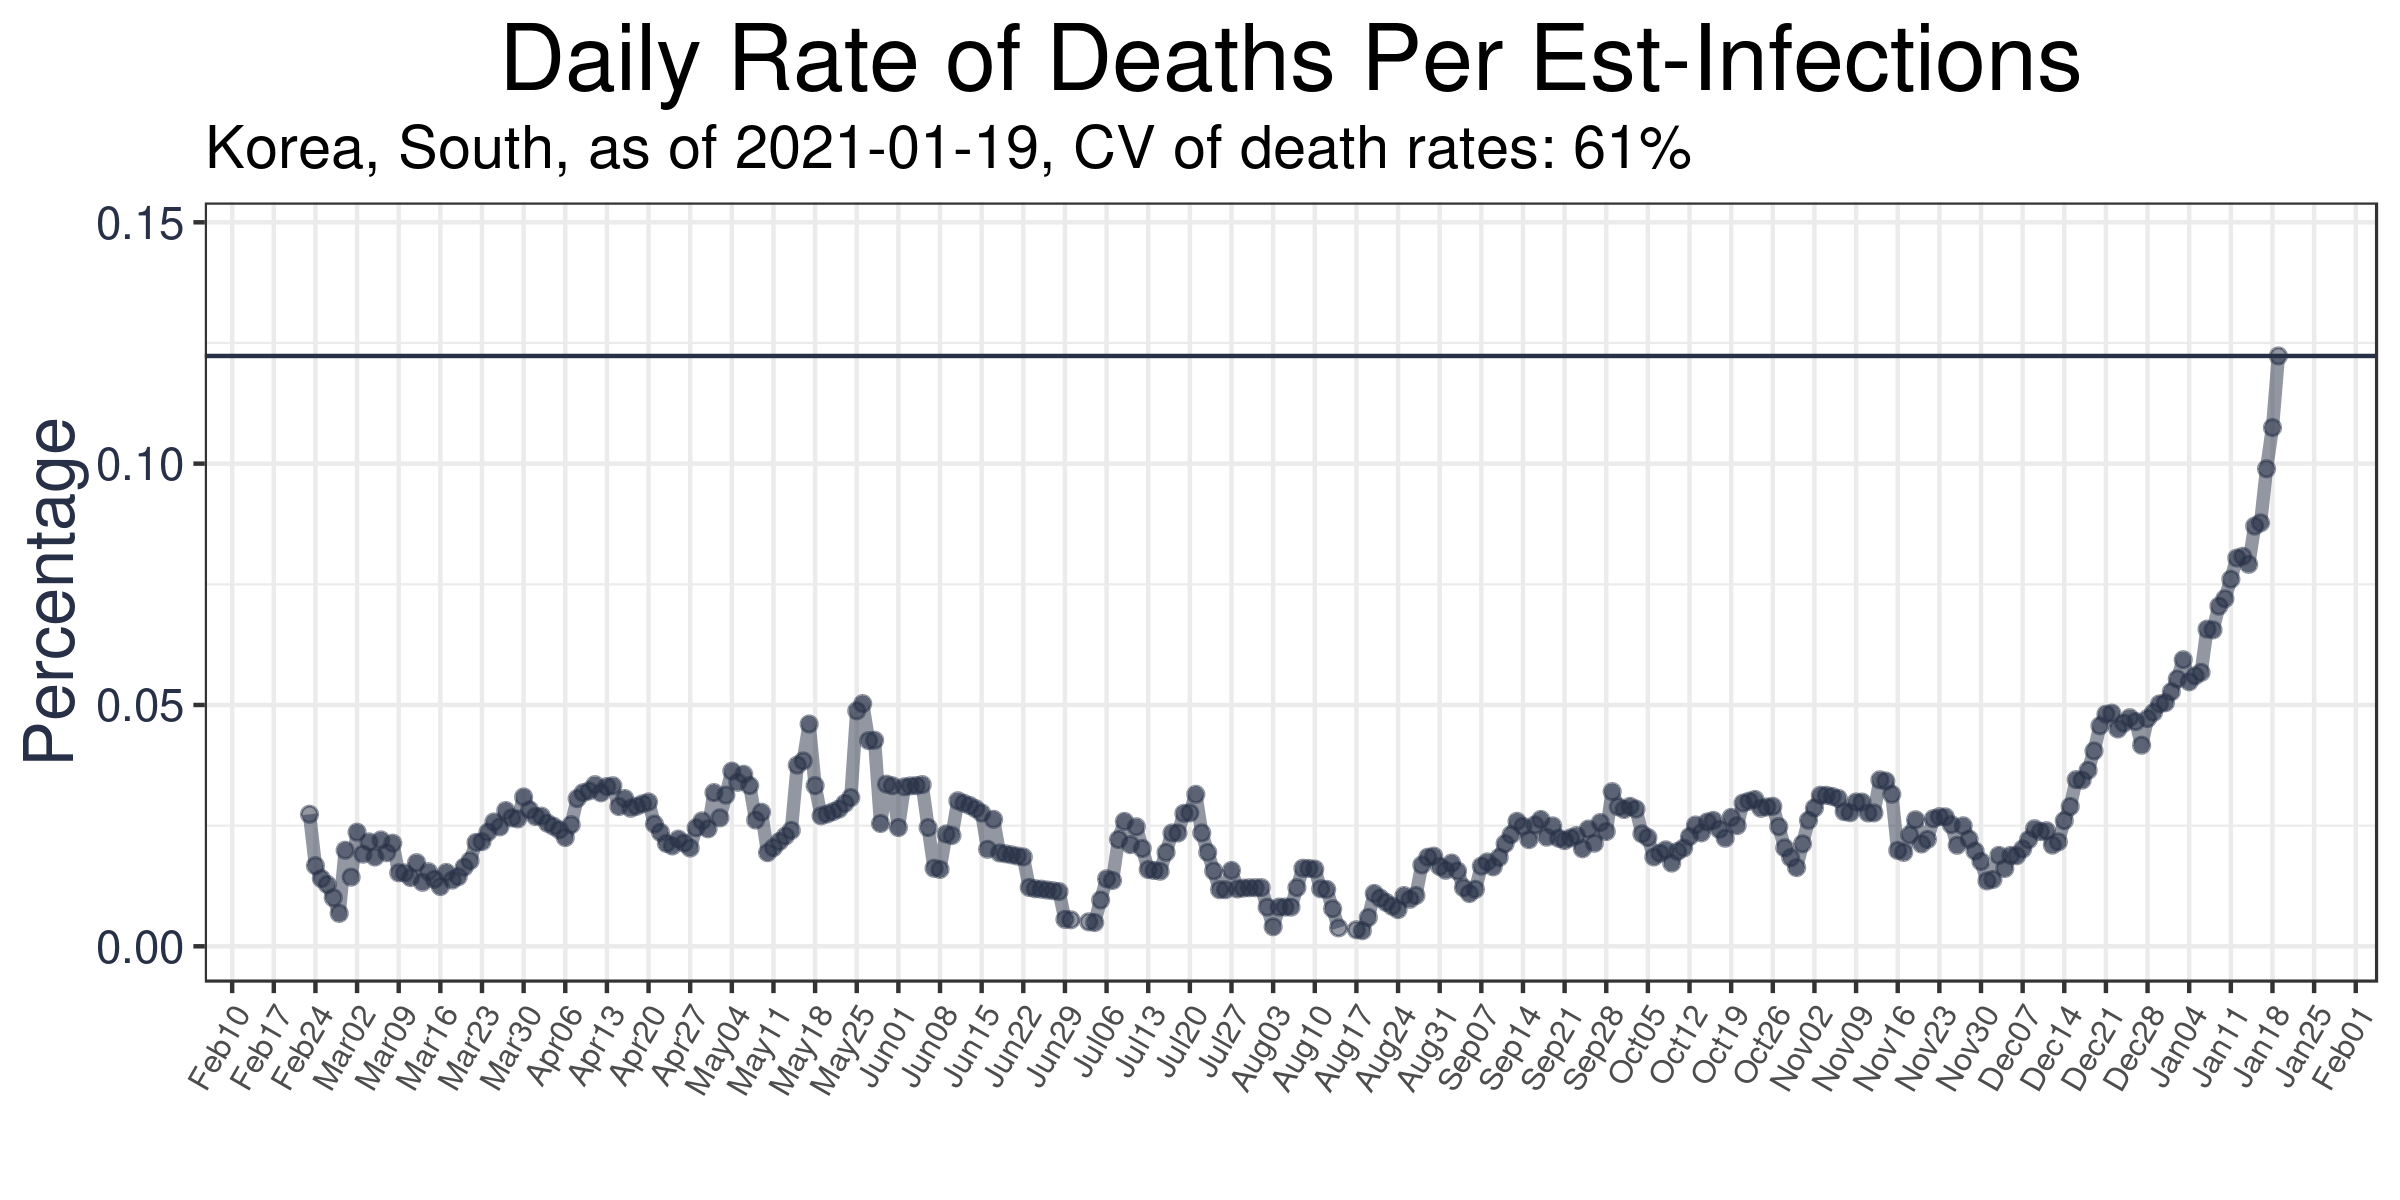 Daily Rate of Deaths Per Est-Infections
Korea, South, as of 2021-01-19, CV of death rates: 61%
Percentage
0.15
0.10
0.05
0.00
Feb10 Feb17 Feb24 Mar02 Mar09 Mar16 Mar23 Mar30 Apr06 Apr13 Apr20 Apr27 May04 May11 May18 May25 Jun01 Jun08 Jun15 Jun22 Jun29 Jul06 Jul13 Jul20 Jul27 Aug03 Aug10 Aug17 Aug24 Aug31 Sep07 Sep14 Sep21 Sep28 Oct05 Oct12 Oct19 Oct26 Nov02 Nov09 Nov16 Nov23 Nov30 Dec07 Dec14 Dec21 Dec28 Jan04 Jan11 Jan18 Jan25 Feb01